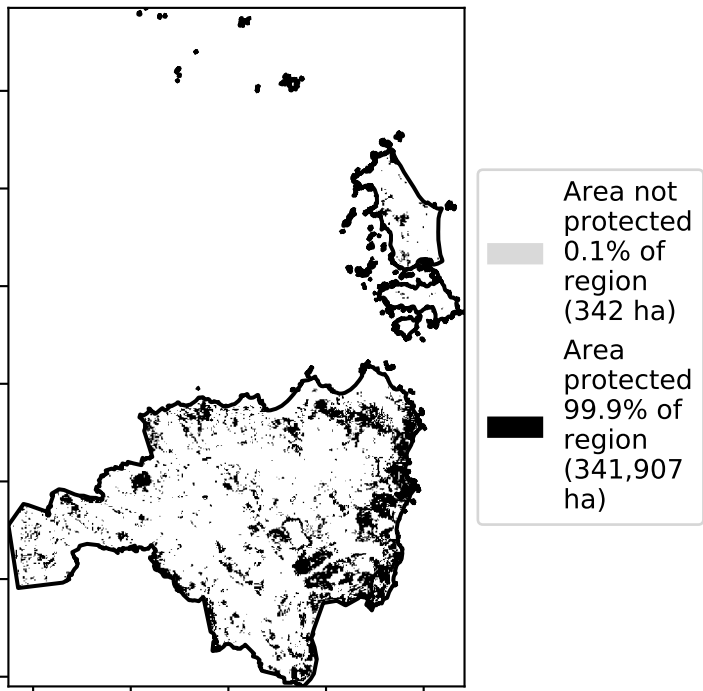 Area not
protected
0.1% of
region
(342 ha)
Area
protected
99.9% of
region
(341,907
ha)